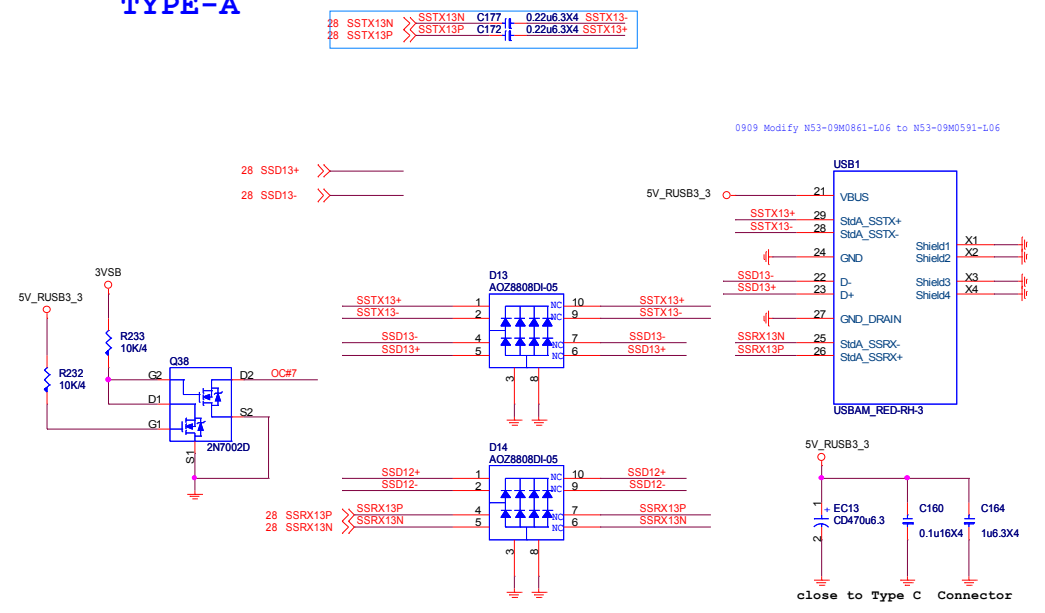 TYPE-A
28 SSTX13N SSTX13N C177 0.22u6.3X4 SSTX13-
28 SSTX13P SSTX13P C172 0.22u6.3X4 SSTX13+
0909 Modify N53-09M0861-L06 to N53-09M0591-L06
28 SSD13+
28 SSD13-
USB1
5V_RUSB3_3 21 VBUS
SSTX13+ 29 StdA_SSTX+
SSTX13- 28 StdA_SSTX-
24 GND
SSD13- 22 D-
SSD13+ 23 D+
27 GND_DRAIN
SSRX13N 25 StdA_SSRX-
SSRX13P 26 StdA_SSRX+
Shield1 X1
Shield2 X2
Shield3 X3
Shield4 X4
USBAM_RED-RH-3
3VSB
5V_RUSB3_3
R233
10K/4
R232
10K/4
Q38
G2 D2 OC#7
D1
S2
G1
S1
2N7002D
D13
AOZ8808DI-05
SSTX13+ 1 NC 10 SSTX13+
SSTX13- 2 NC 9 SSTX13-
SSD13- 4 NC 7 SSD13-
SSD13+ 5 NC 6 SSD13+
3 8
D14
AOZ8808DI-05
SSD12+ 1 NC 10 SSD12+
SSD12- 2 NC 9 SSD12-
28 SSRX13P SSRX13P 4 NC 7 SSRX13P
28 SSRX13N SSRX13N 5 NC 6 SSRX13N
3 8
5V_RUSB3_3
1 + EC13
CD470u6.3
2
C160
0.1u16X4
C164
1u6.3X4
close to Type C Connector